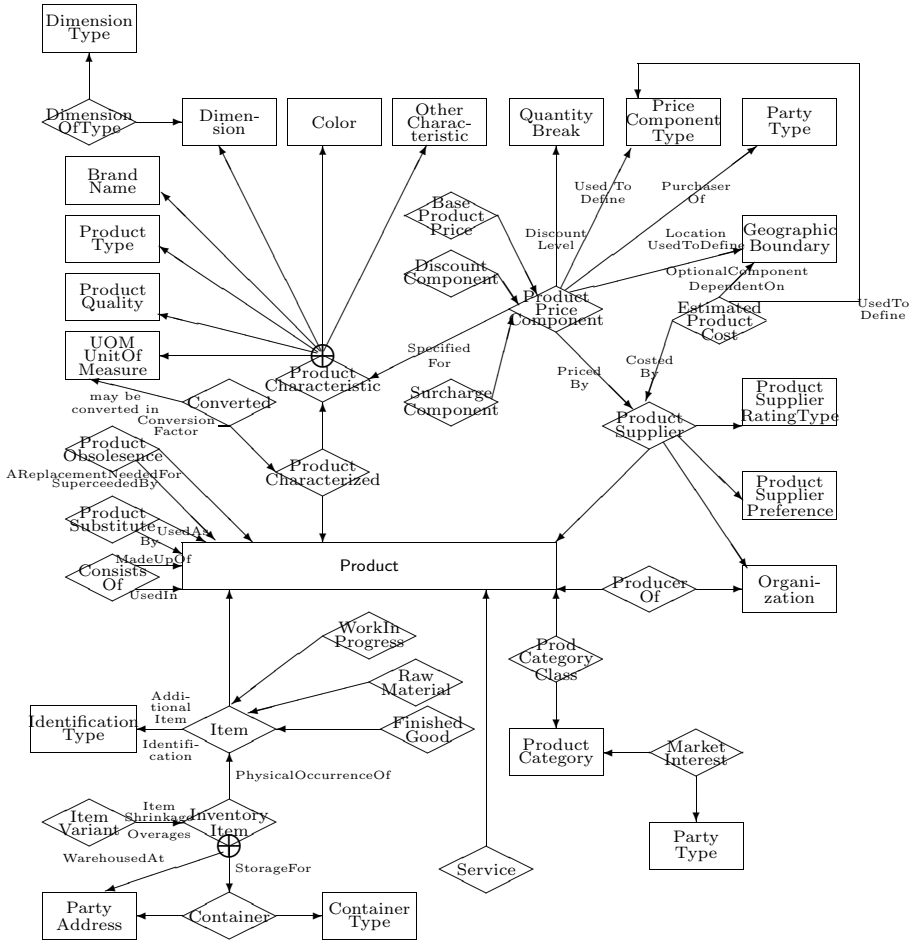 Dimension
Type
Dimension
OfType
Dimen-
sion
Color
Other
Charac-
teristic
Quantity
Break
Price
Component
Type
Party
Type
Brand
Name
Base
Product
Price
Used To
Define
Purchaser
Of
Product
Type
Discount
Level
Location
UsedToDefine
Geographic
Boundary
Discount
Component
OptionalComponent
DependentOn
Product
Quality
Product
Price
Component
Estimated
Product
Cost
UsedTo
Define
UOM
UnitOf
Measure
Product
Characteristic
Specified
For
Priced
By
Costed
By
may be
converted in
Converted
Surcharge
Component
Product
Supplier
RatingType
Conversion
Factor
Product
Supplier
Product
Obsolesence
AReplacementNeededFor
SuperceededBy
Product
Characterized
Product
Supplier
Preference
Product
Substitute
UsedAs
By
MadeUpOf
Consists
Of
UsedIn
Product
Producer
Of
Organi-
zation
WorkIn
Progress
Prod
Category
Class
Raw
Material
Addi-
tional
Item
Identification
Type
Identifi-
cation
Item
Finished
Good
Product
Category
Market
Interest
PhysicalOccurrenceOf
Item
Variant
Item
Shrinkage
Overages
Inventory
Item
Party
Type
WarehousedAt
StorageFor
Service
Party
Address
Container
Container
Type